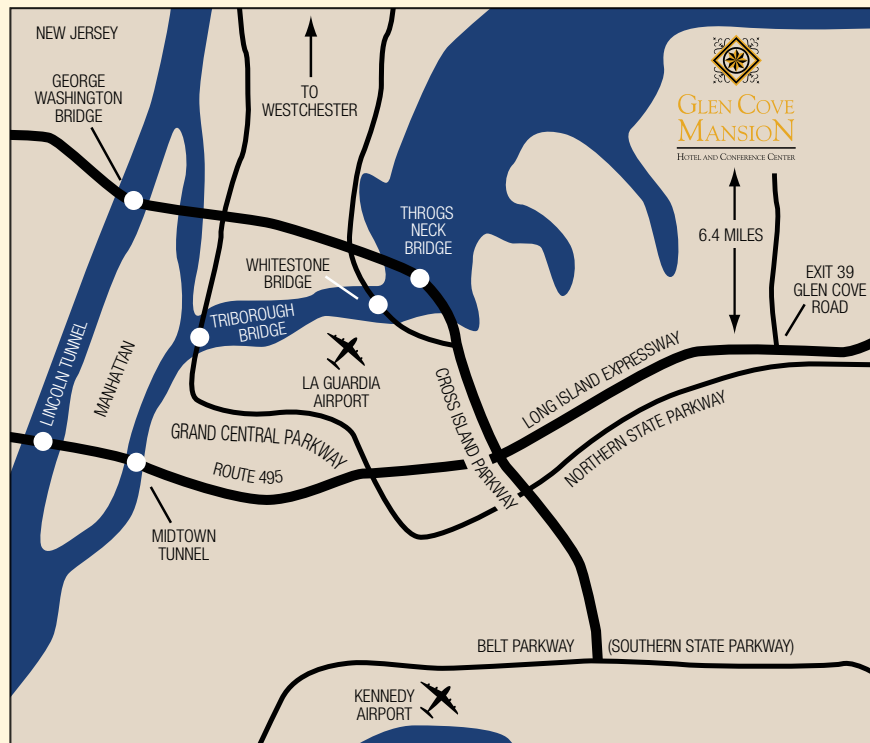 NEW JERSEY
GEORGE
WASHINGTON
BRIDGE
TO
WESTCHESTER
GLEN COVE
MANSION
HOTEL AND CONFERENCE CENTER
THROGS
NECK
BRIDGE
6.4 MILES
WHITESTONE
BRIDGE
EXIT 39
GLEN COVE
ROAD
TRIBOROUGH
BRIDGE
LINCOLN TUNNEL
MANHATTAN
LA GUARDIA
AIRPORT
LONG ISLAND EXPRESSWAY
CROSS ISLAND PARKWAY
NORTHERN STATE PARKWAY
GRAND CENTRAL PARKWAY
ROUTE 495
MIDTOWN
TUNNEL
BELT PARKWAY
(SOUTHERN STATE PARKWAY)
KENNEDY
AIRPORT